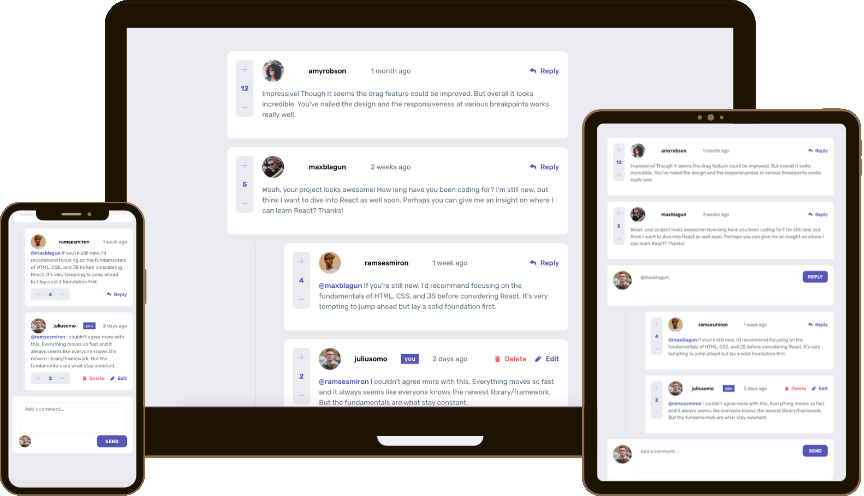 amyrobson 1 month ago Reply
12
Impressive! Though it seems the drag feature could be improved. But overall it looks
incredible. You've nailed the design and the responsiveness at various breakpoints works
really well.
maxblagun 2 weeks ago Reply
5
Woah, your project looks awesome! How long have you been coding for? I'm still new, but
think I want to dive into React as well soon. Perhaps you can give me an insight on where I
can learn React? Thanks!
ramsesmiron 1 week ago Reply
4
@maxblagun If you're still new, I'd recommend focusing on the
fundamentals of HTML, CSS, and JS before considering React. It's very
tempting to jump ahead but lay a solid foundation first.
juliusomo you 2 days ago Delete Edit
2
@ramsesmiron I couldn't agree more with this. Everything moves so fast
and it always seems like everyone knows the newest library/framework.
But the fundamentals are what stay constant.
ramsesmiron 1 week ago
@maxblagun If you're still new, I'd
recommend focusing on the fundamentals
of HTML, CSS, and JS before considering
React. It's very tempting to jump ahead
but lay a solid foundation first.
4 Reply
juliusomo you 2 days ago
@ramsesmiron I couldn't agree more with
this. Everything moves so fast and it
always seems like everyone knows the
newest library/framework. But the
fundamentals are what stay constant.
2 Delete Edit
Add a comment...
SEND
amyrobson 1 month ago Reply
13
Impressive! Though it seems the drag feature could be improved. But overall it looks
incredible. You've nailed the design and the responsiveness at various breakpoints works
really well.
maxblagun 2 weeks ago Reply
5
Woah, your project looks awesome! How long have you been coding for? I'm still new, but
think I want to dive into React as well soon. Perhaps you can give me an insight on where I
can learn React? Thanks!
@maxblagun, REPLY
ramsesmiron 1 week ago Reply
4
@maxblagun If you're still new, I'd recommend focusing on the
fundamentals of HTML, CSS, and JS before considering React. It's very
tempting to jump ahead but lay a solid foundation first.
juliusomo you 2 days ago Delete Edit
2
@ramsesmiron I couldn't agree more with this. Everything moves so fast
and it always seems like everyone knows the newest library/framework.
But the fundamentals are what stay constant.
Add a comment... SEND